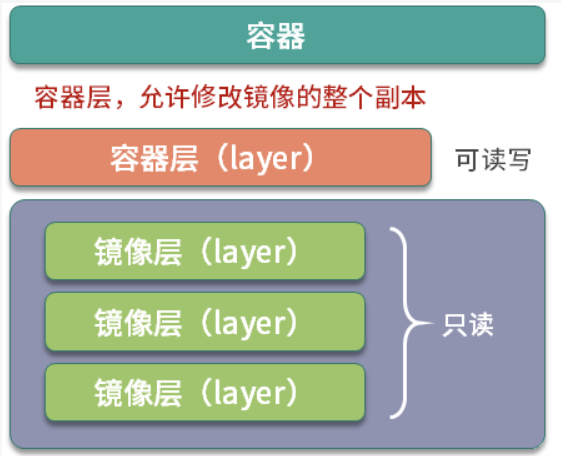 容器
容器层，允许修改镜像的整个副本
容器层（layer）
可读写
镜像层（layer）
镜像层（layer）
只读
镜像层（layer）